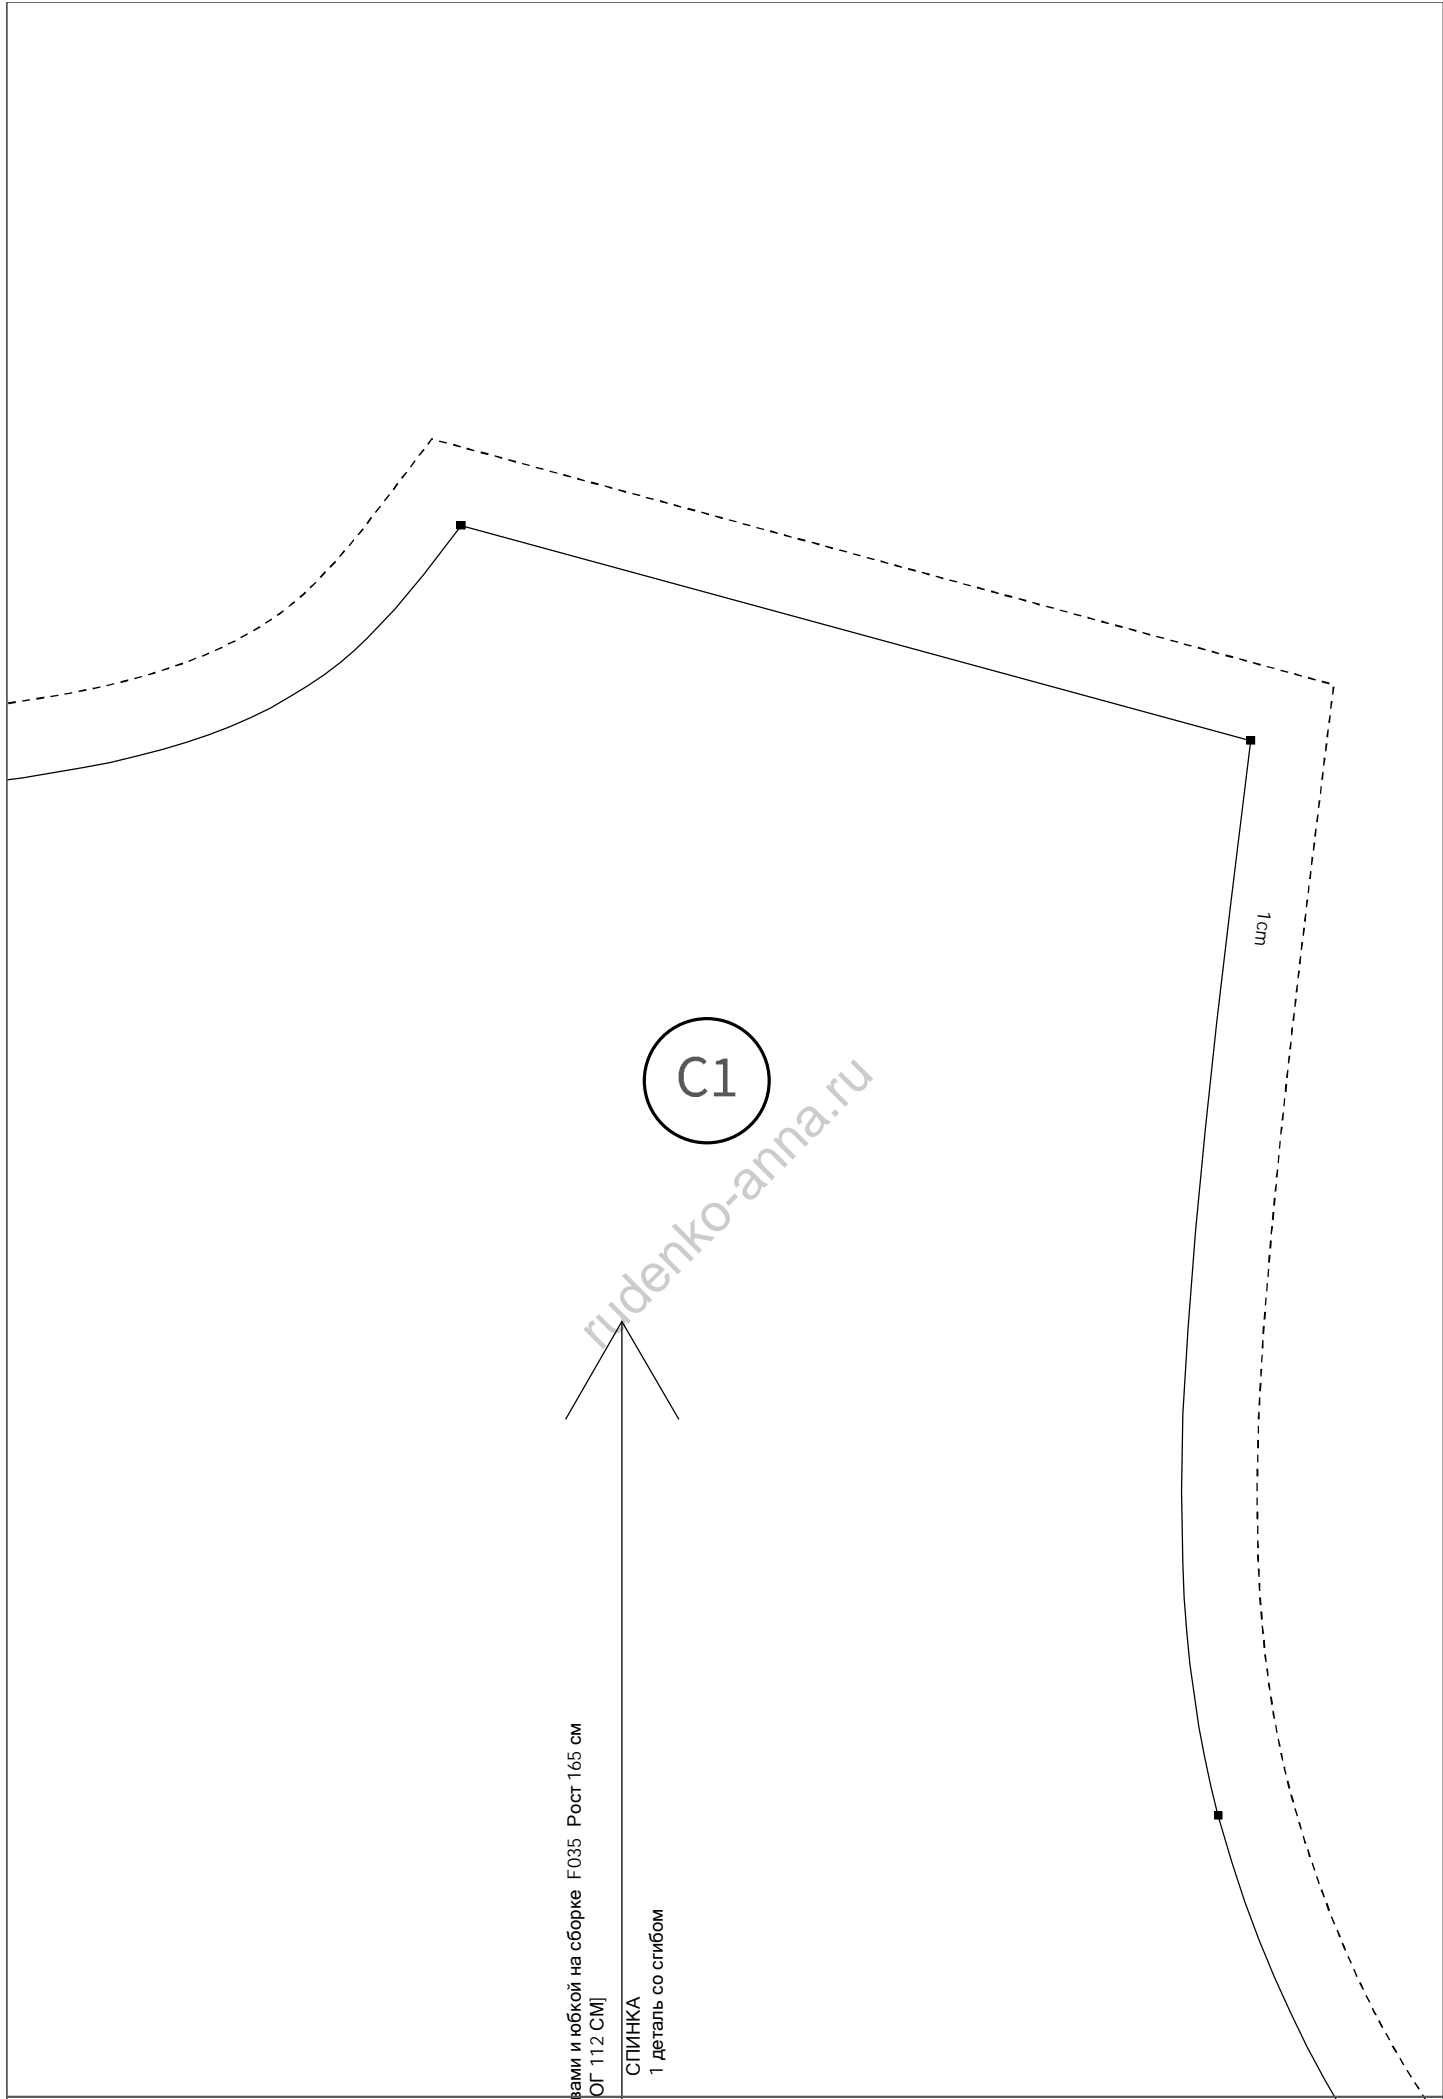 1cm
C1
rudenko-anna.ru
вами и юбкой на сборке F035 Рост 165 см
ОГ 112 СМ]
СПИНКА
1 деталь со сгибом